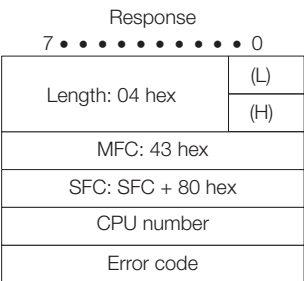 Response
7 • • • • • • • • • • 0
Length: 04 hex
(L)
(H)
MFC: 43 hex
SFC: SFC + 80 hex
CPU number
Error code